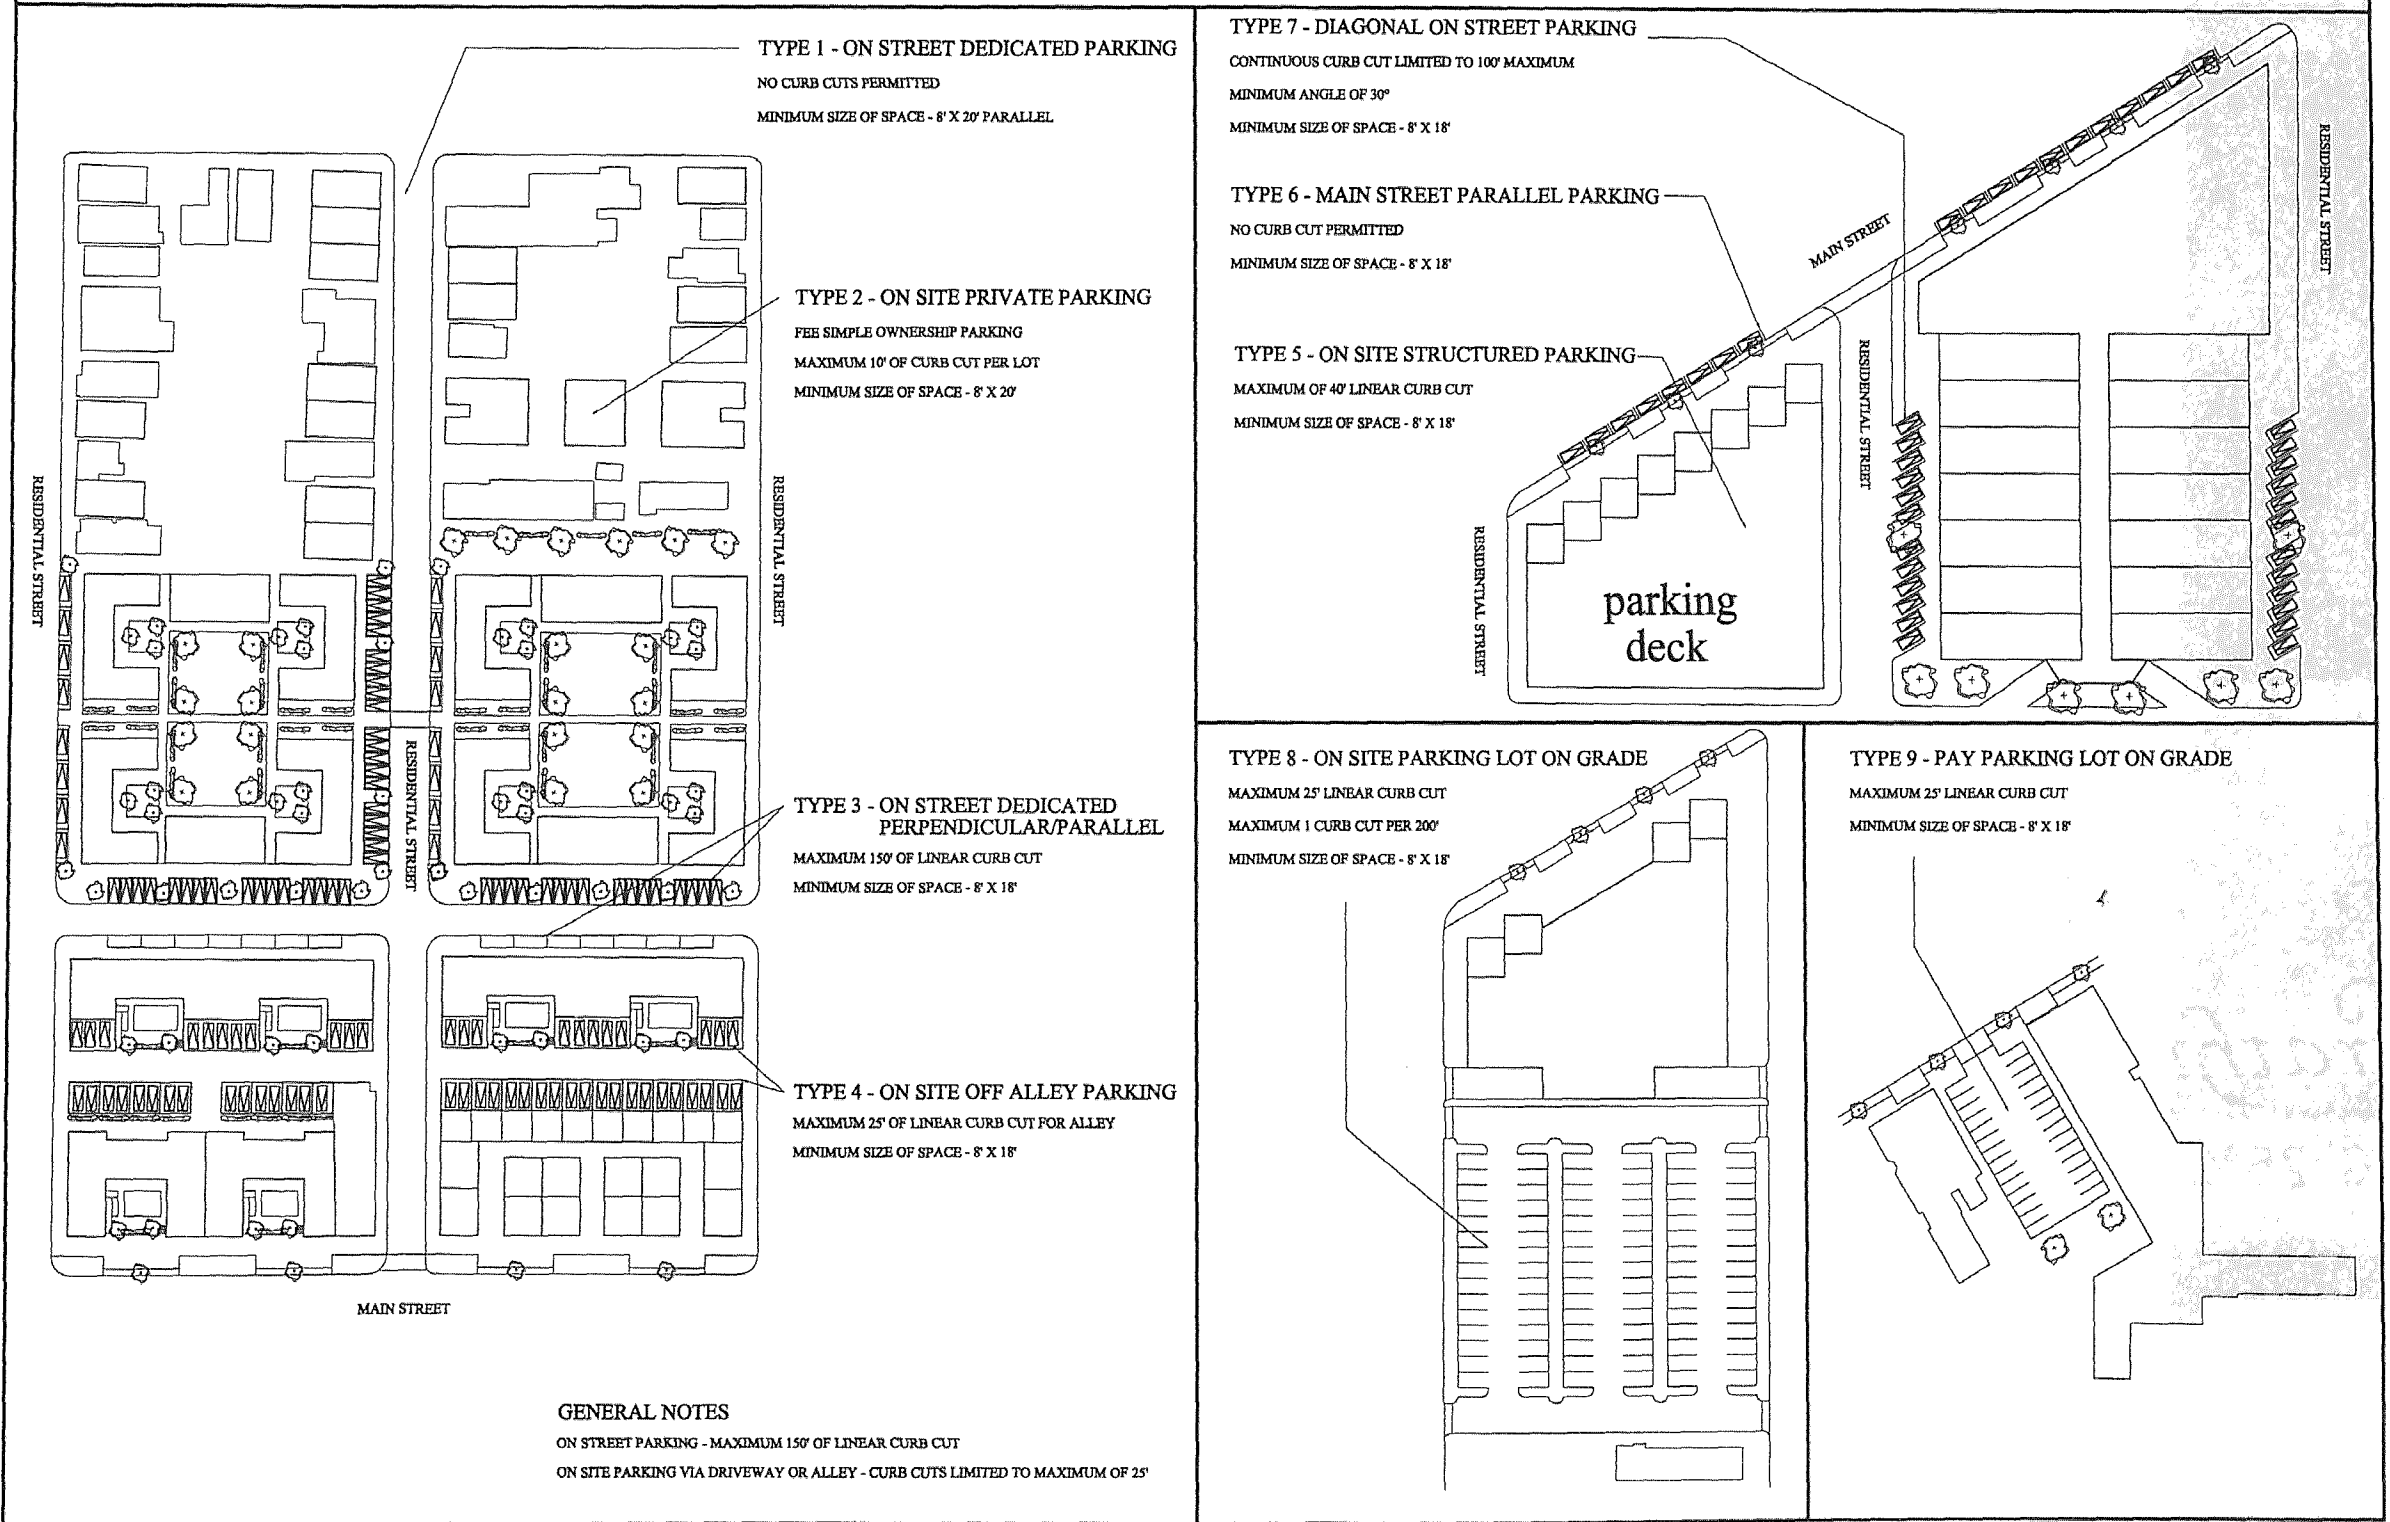 TYPE 1 - ON STREET DEDICATED PARKING
NO CURB CUTS PERMITTED
MINIMUM SIZE OF SPACE - 8' X 20' PARALLEL
TYPE 2 - ON SITE PRIVATE PARKING
FEE SIMPLE OWNERSHIP PARKING
MAXIMUM 10' OF CURB CUT PER LOT
MINIMUM SIZE OF SPACE - 8' X 20'
RESIDENTIAL STREET
RESIDENTIAL STREET
RESIDENTIAL STREET
TYPE 3 - ON STREET DEDICATED
PERPENDICULAR/PARALLEL
MAXIMUM 150' OF LINEAR CURB CUT
MINIMUM SIZE OF SPACE - 8' X 18'
TYPE 4 - ON SITE OFF ALLEY PARKING
MAXIMUM 25' OF LINEAR CURB CUT FOR ALLEY
MINIMUM SIZE OF SPACE - 8' X 18'
MAIN STREET
GENERAL NOTES
ON STREET PARKING - MAXIMUM 150' OF LINEAR CURB CUT
ON SITE PARKING VIA DRIVEWAY OR ALLEY - CURB CUTS LIMITED TO MAXIMUM OF 25'
TYPE 7 - DIAGONAL ON STREET PARKING
CONTINUOUS CURB CUT LIMITED TO 100' MAXIMUM
MINIMUM ANGLE OF 30°
MINIMUM SIZE OF SPACE - 8' X 18'
TYPE 6 - MAIN STREET PARALLEL PARKING
NO CURB CUT PERMITTED
MINIMUM SIZE OF SPACE - 8' X 18'
TYPE 5 - ON SITE STRUCTURED PARKING
MAXIMUM OF 40' LINEAR CURB CUT
MINIMUM SIZE OF SPACE - 8' X 18'
MAIN STREET
RESIDENTIAL STREET
RESIDENTIAL STREET
RESIDENTIAL STREET
parking
deck
TYPE 8 - ON SITE PARKING LOT ON GRADE
MAXIMUM 25' LINEAR CURB CUT
MAXIMUM 1 CURB CUT PER 200'
MINIMUM SIZE OF SPACE - 8' X 18'
TYPE 9 - PAY PARKING LOT ON GRADE
MAXIMUM 25' LINEAR CURB CUT
MINIMUM SIZE OF SPACE - 8' X 18'